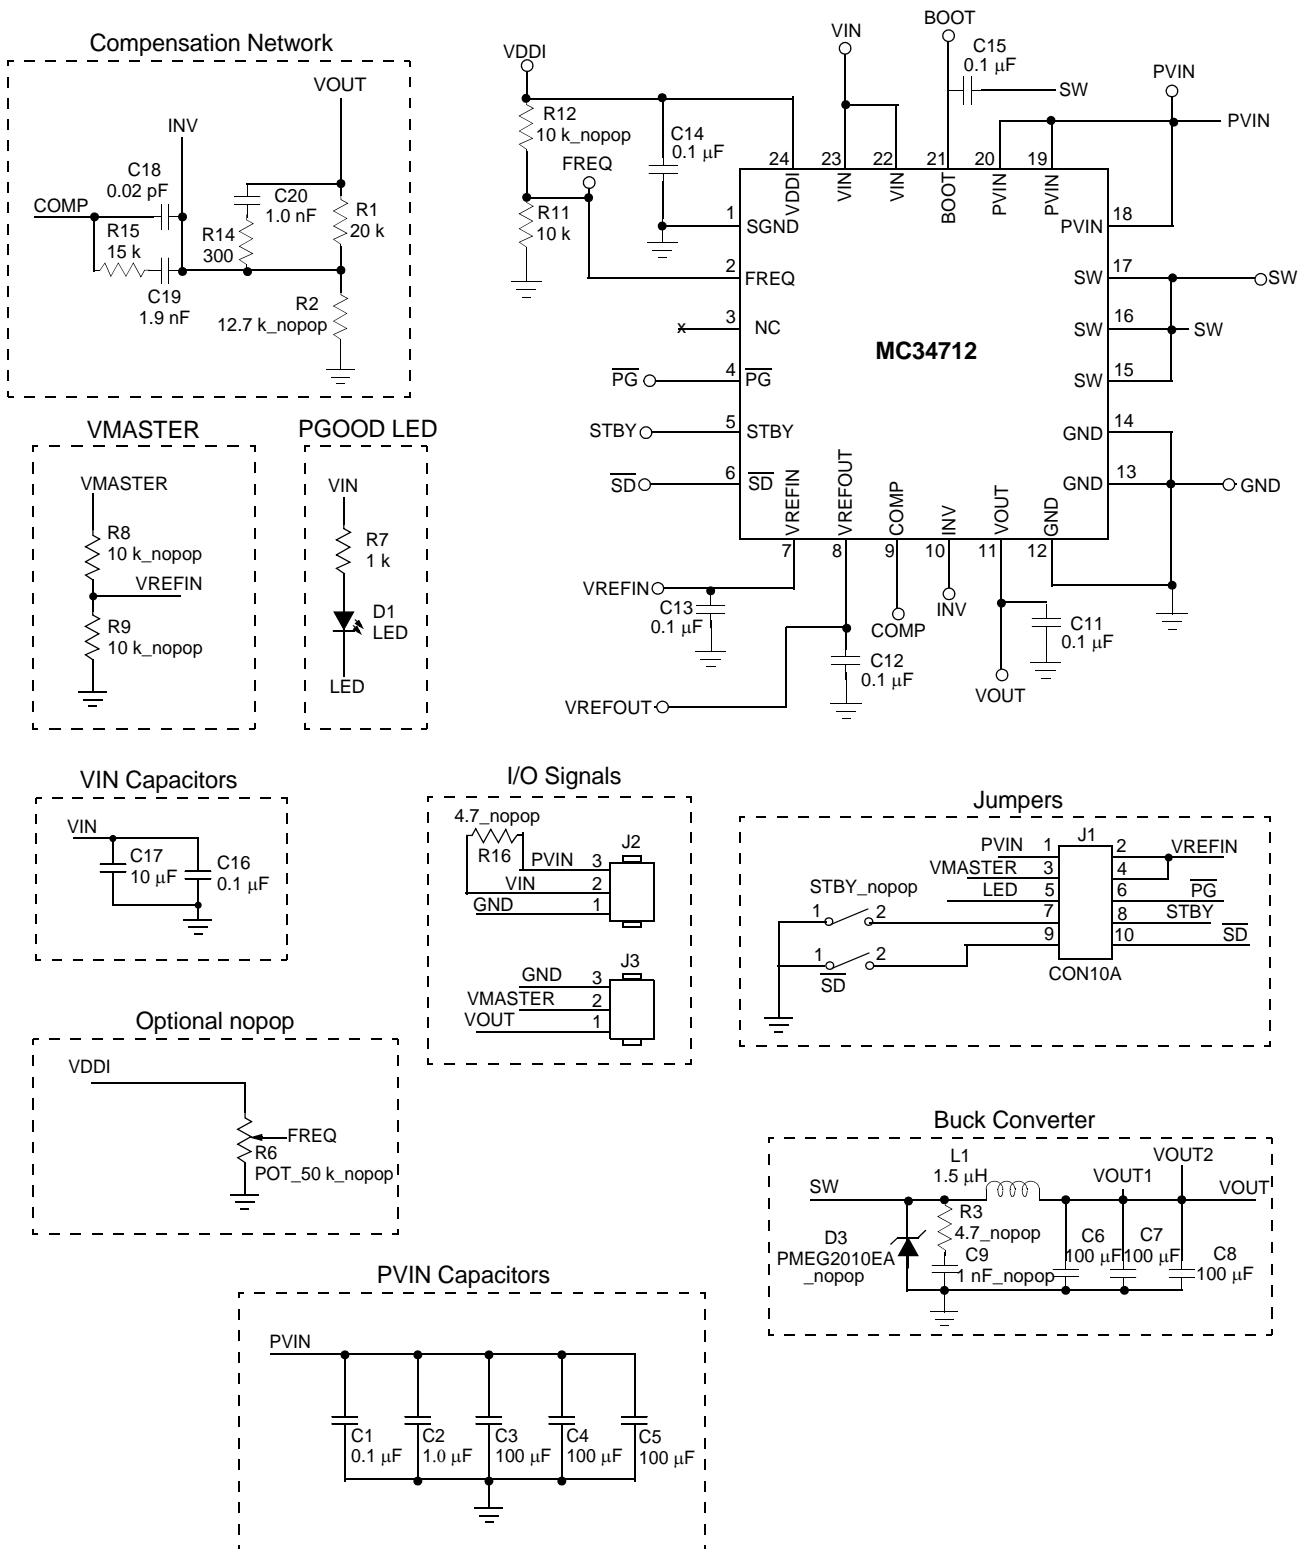 Compensation Network
VOUT
INV
C18
0.02 pF
COMP
R15
15 k
C19
1.9 nF
C20
1.0 nF
R14
300
R1
20 k
R2
12.7 k_nopop
VDDI
R12
10 k_nopop
FREQ
R11
10 k
C14
0.1 µF
VIN
BOOT
C15
0.1 µF
SW
PVIN
PVIN
24
23
22
21
20
19
VDDI
VIN
VIN
BOOT
PVIN
PVIN
1
SGND
2
FREQ
3
NC
PG
4
PG
STBY
5
STBY
SD
6
SD
MC34712
18
PVIN
17
SW
SW
16
SW
SW
15
SW
14
GND
13
GND
GND
VREFIN
VREFOUT
COMP
INV
VOUT
GND
7
8
9
10
11
12
VREFIN
C13
0.1 µF
COMP
INV
C11
0.1 µF
C12
0.1 µF
VOUT
VREFOUT
VMASTER
VMASTER
R8
10 k_nopop
VREFIN
R9
10 k_nopop
PGOOD LED
VIN
R7
1 k
D1
LED
LED
VIN Capacitors
VIN
C17
10 µF
C16
0.1 µF
I/O Signals
4.7_nopop
R16
J2
PVIN 3
VIN 2
GND 1
J3
GND 3
VMASTER 2
VOUT 1
Jumpers
J1
PVIN 1
2 VREFIN
VMASTER 3
4
LED 5
6 PG
STBY_nopop
1 2
7
8 STBY
9
10 SD
1 2
SD
CON10A
Optional nopop
VDDI
FREQ
R6
POT_50 k_nopop
Buck Converter
SW
L1
1.5 µH
VOUT1
VOUT2
VOUT
D3
PMEG2010EA
_nopop
R3
4.7_nopop
C9
1 nF_nopop
C6
100 µF
C7
100 µF
C8
100 µF
PVIN Capacitors
PVIN
C1
0.1 µF
C2
1.0 µF
C3
100 µF
C4
100 µF
C5
100 µF